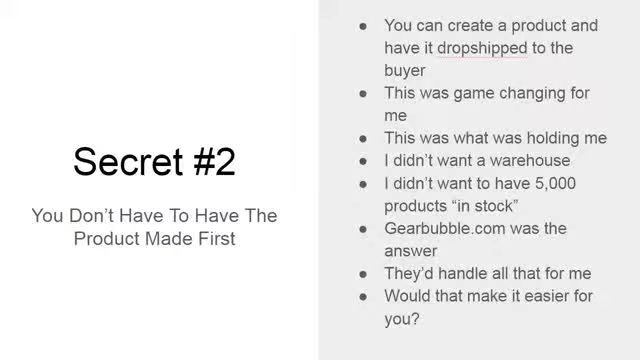 Secret #2
You Don't Have To Have The
Product Made First
● You can create a product and
have it dropshipped to the
buyer
● This was game changing for
me
● This was what was holding me
● I didn't want a warehouse
● I didn't want to have 5,000
products “in stock”
● Gearbubble.com was the
answer
● They'd handle all that for me
● Would that make it easier for
you?